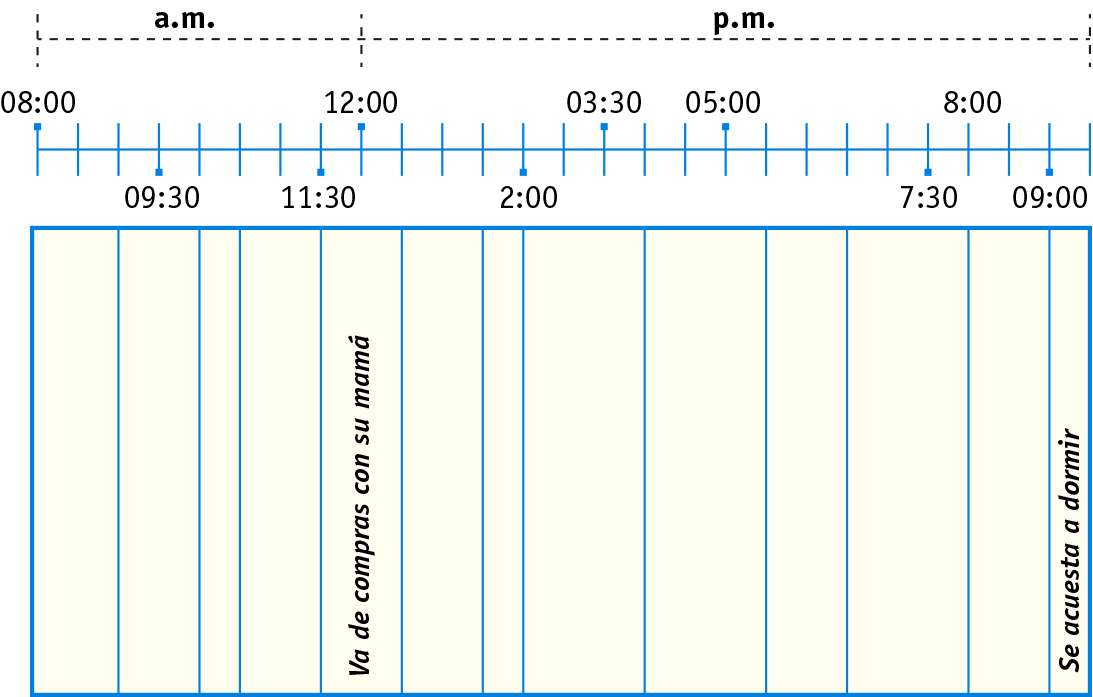 a.m. p.m.
08:00 12:00 03:30 05:00 8:00
09:30 11:30 2:00 7:30 09:00
Va de compras con su mamá
Se acuesta a dormir